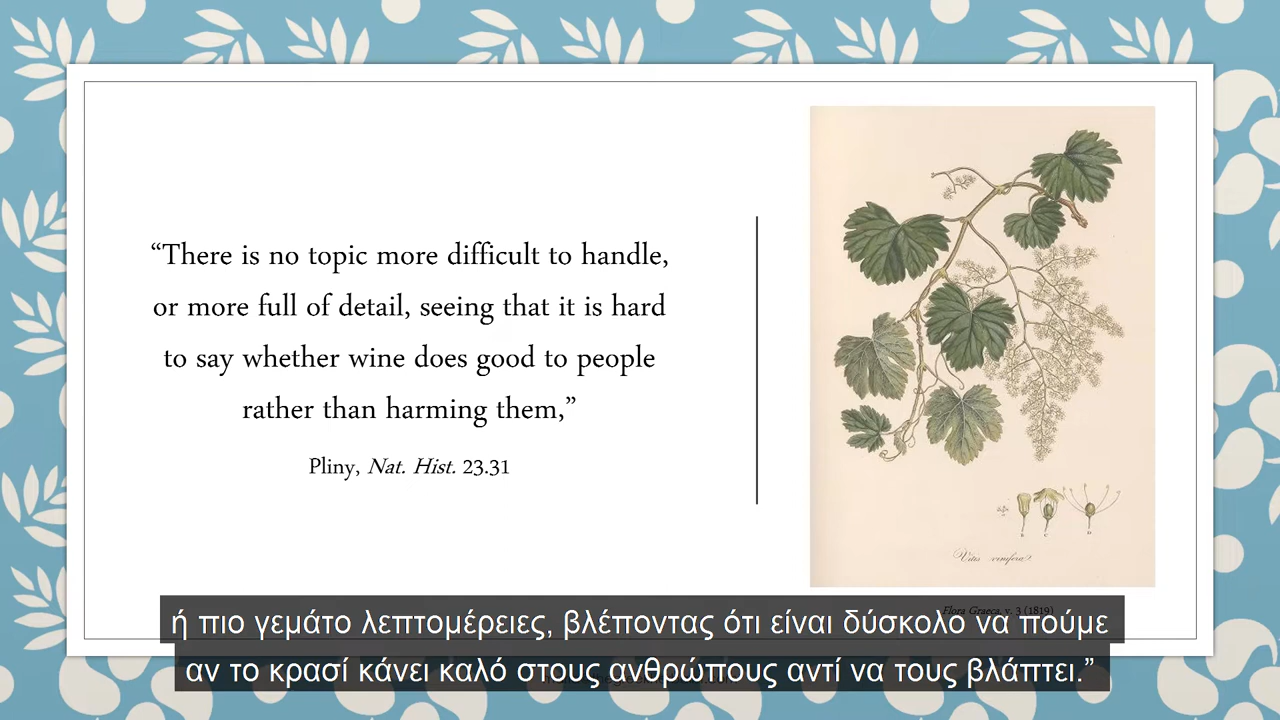 “There is no topic more difficult to handle,
or more full of detail, seeing that it is hard
to say whether wine does good to people
rather than harming them,”
Pliny, Nat. Hist. 23.31
Vitis vinifera.
Flora Graeca, v. 3 (1819)
ή πιο γεμάτο λεπτομέρειες, βλέποντας ότι είναι δύσκολο να πούμε
αν το κρασί κάνει καλό στους ανθρώπους αντί να τους βλάπτει.”